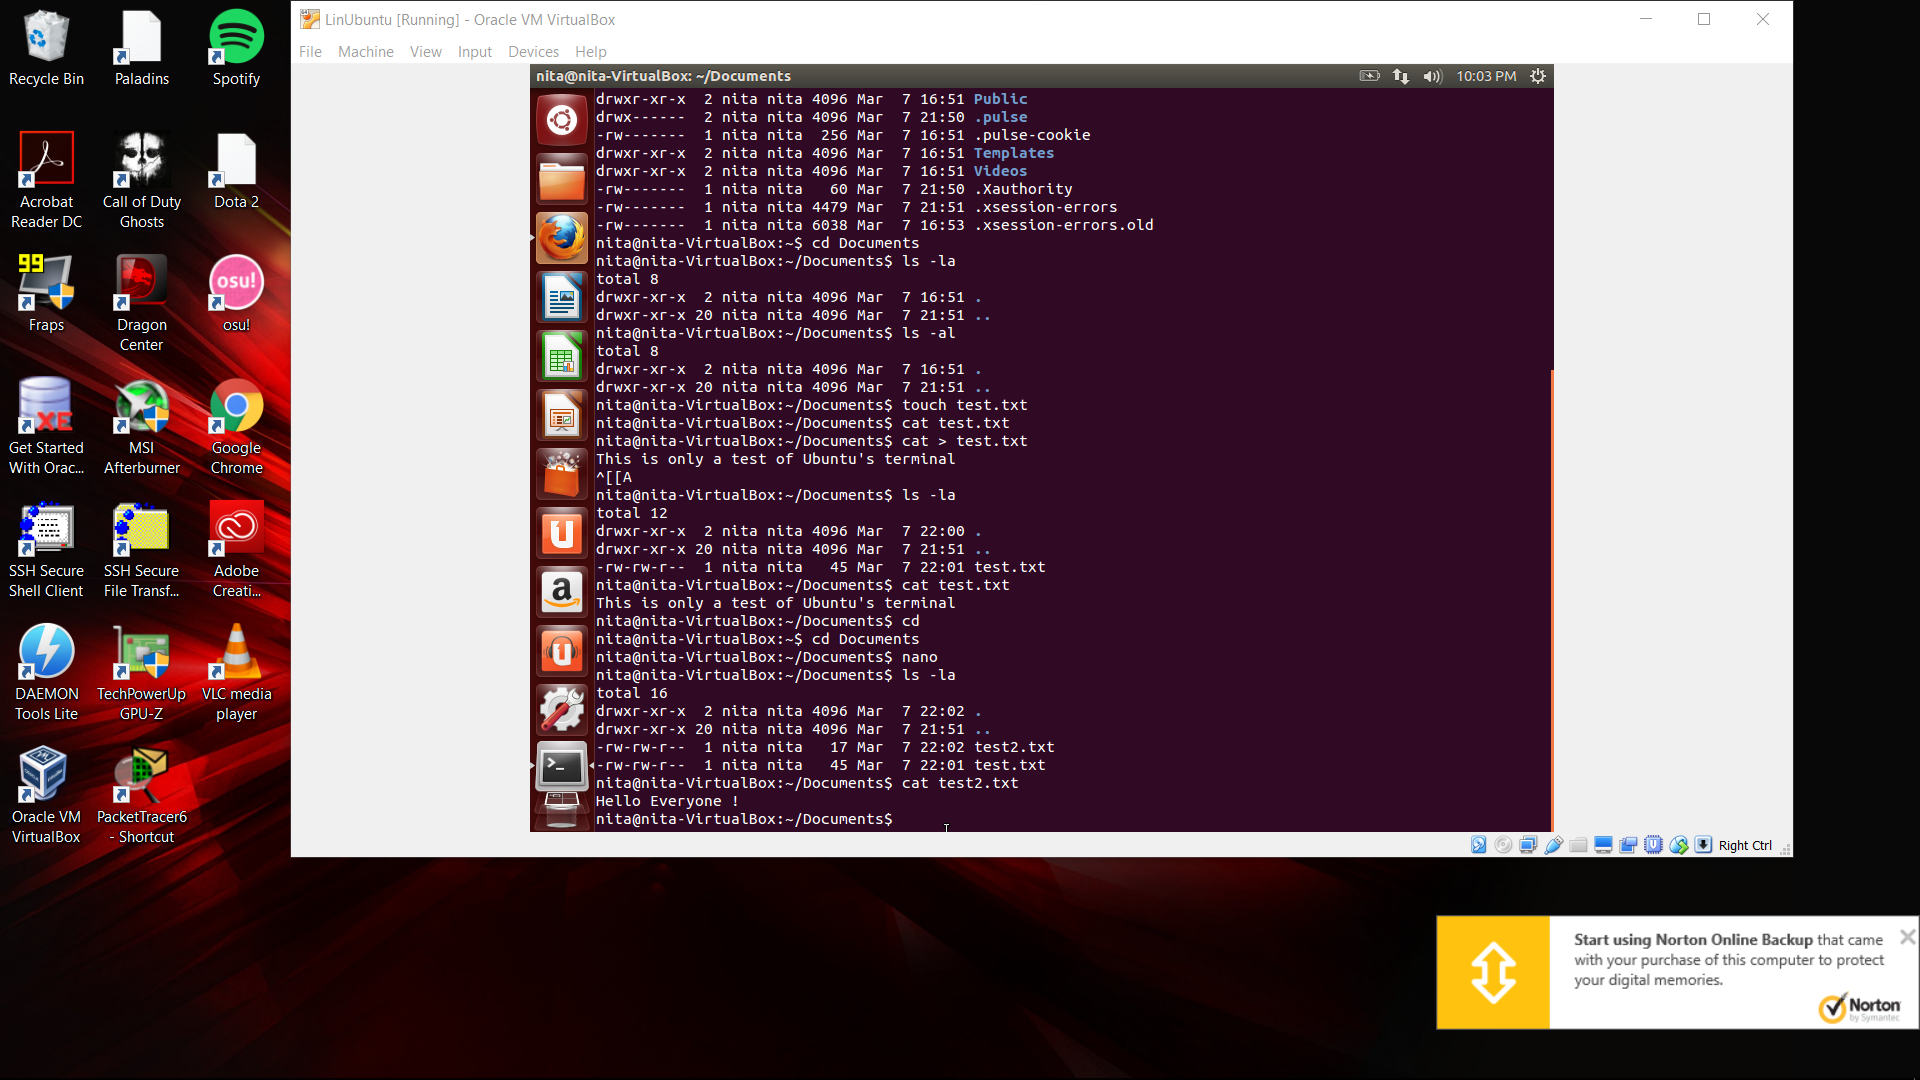 LinUbuntu [Running] - Oracle VM VirtualBox
File Machine View Input Devices Help
nita@nita-VirtualBox: ~/Documents
10:03 PM
drwxr-xr-x  2 nita nita 4096 Mar  7 16:51 Public
drwx------  2 nita nita 4096 Mar  7 21:50 .pulse
-rw-------  1 nita nita  256 Mar  7 16:51 .pulse-cookie
drwxr-xr-x  2 nita nita 4096 Mar  7 16:51 Templates
drwxr-xr-x  2 nita nita 4096 Mar  7 16:51 Videos
-rw-------  1 nita nita   60 Mar  7 21:50 .Xauthority
-rw-------  1 nita nita 4479 Mar  7 21:51 .xsession-errors
-rw-------  1 nita nita 6038 Mar  7 16:53 .xsession-errors.old
nita@nita-VirtualBox:~$ cd Documents
nita@nita-VirtualBox:~/Documents$ ls -la
total 8
drwxr-xr-x  2 nita nita 4096 Mar  7 16:51 .
drwxr-xr-x 20 nita nita 4096 Mar  7 21:51 ..
nita@nita-VirtualBox:~/Documents$ ls -al
total 8
drwxr-xr-x  2 nita nita 4096 Mar  7 16:51 .
drwxr-xr-x 20 nita nita 4096 Mar  7 21:51 ..
nita@nita-VirtualBox:~/Documents$ touch test.txt
nita@nita-VirtualBox:~/Documents$ cat test.txt
nita@nita-VirtualBox:~/Documents$ cat > test.txt
This is only a test of Ubuntu's terminal
^[[A
nita@nita-VirtualBox:~/Documents$ ls -la
total 12
drwxr-xr-x  2 nita nita 4096 Mar  7 22:00 .
drwxr-xr-x 20 nita nita 4096 Mar  7 21:51 ..
-rw-rw-r--  1 nita nita   45 Mar  7 22:01 test.txt
nita@nita-VirtualBox:~/Documents$ cat test.txt
This is only a test of Ubuntu's terminal
nita@nita-VirtualBox:~/Documents$ cd
nita@nita-VirtualBox:~$ cd Documents
nita@nita-VirtualBox:~/Documents$ nano
nita@nita-VirtualBox:~/Documents$ ls -la
total 16
drwxr-xr-x  2 nita nita 4096 Mar  7 22:02 .
drwxr-xr-x 20 nita nita 4096 Mar  7 21:51 ..
-rw-rw-r--  1 nita nita   17 Mar  7 22:02 test2.txt
-rw-rw-r--  1 nita nita   45 Mar  7 22:01 test.txt
nita@nita-VirtualBox:~/Documents$ cat test2.txt
Hello Everyone !
nita@nita-VirtualBox:~/Documents$
Right Ctrl
Recycle Bin
Paladins
Spotify
Acrobat
Reader DC
Call of Duty
Ghosts
Dota 2
99
Fraps
Dragon
Center
osu!
osu!
XE
Get Started
With Orac...
MSI
Afterburner
Google
Chrome
SSH Secure
Shell Client
SSH Secure
File Transf...
Adobe
Creati...
DAEMON
Tools Lite
TechPowerUp
GPU-Z
VLC media
player
Oracle VM
VirtualBox
PacketTracer6
- Shortcut
Start using Norton Online Backup that came
with your purchase of this computer to protect
your digital memories.
Norton
by Symantec